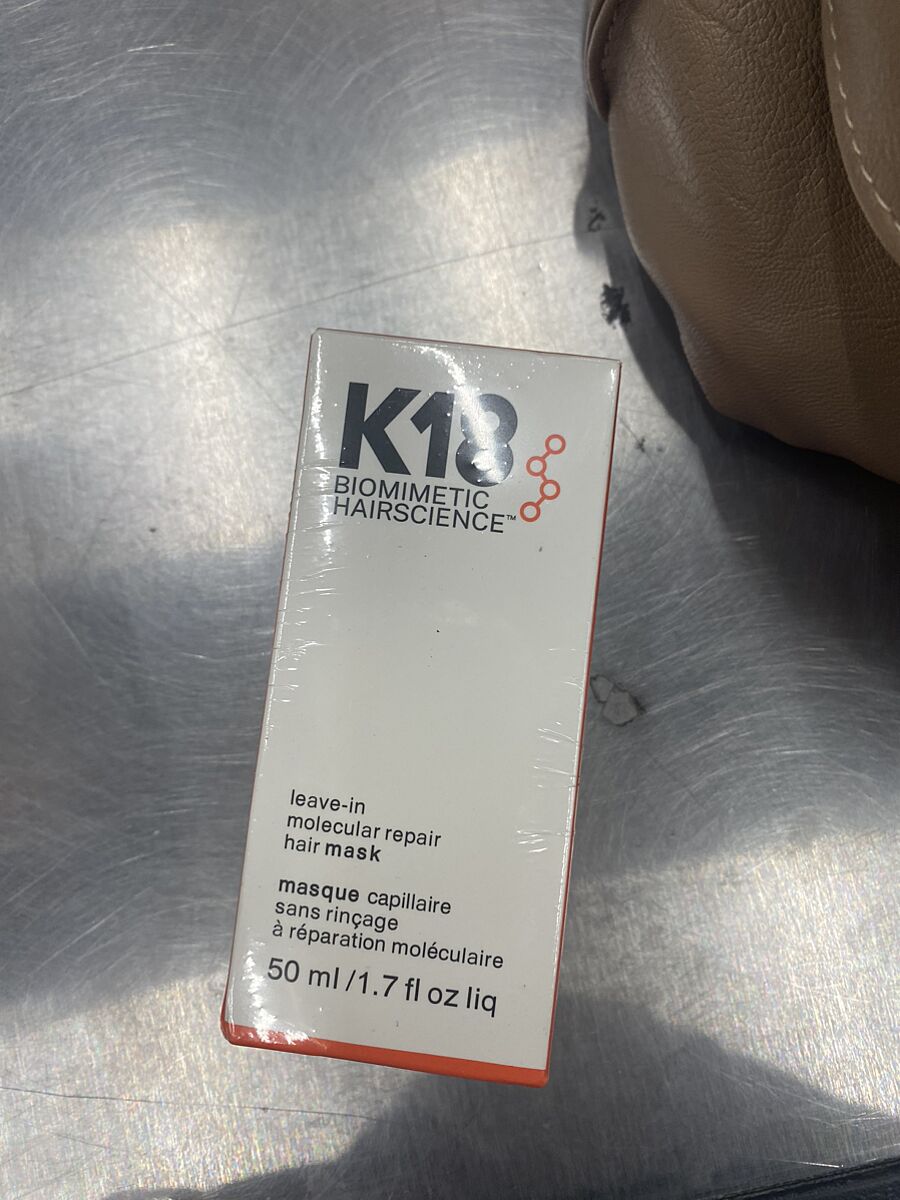 K18
BIOMIMETIC
HAIRSCIENCE™
leave-in
molecular repair
hair mask
masque capillaire
sans rinçage
à réparation moléculaire
50 ml /1.7 fl oz liq